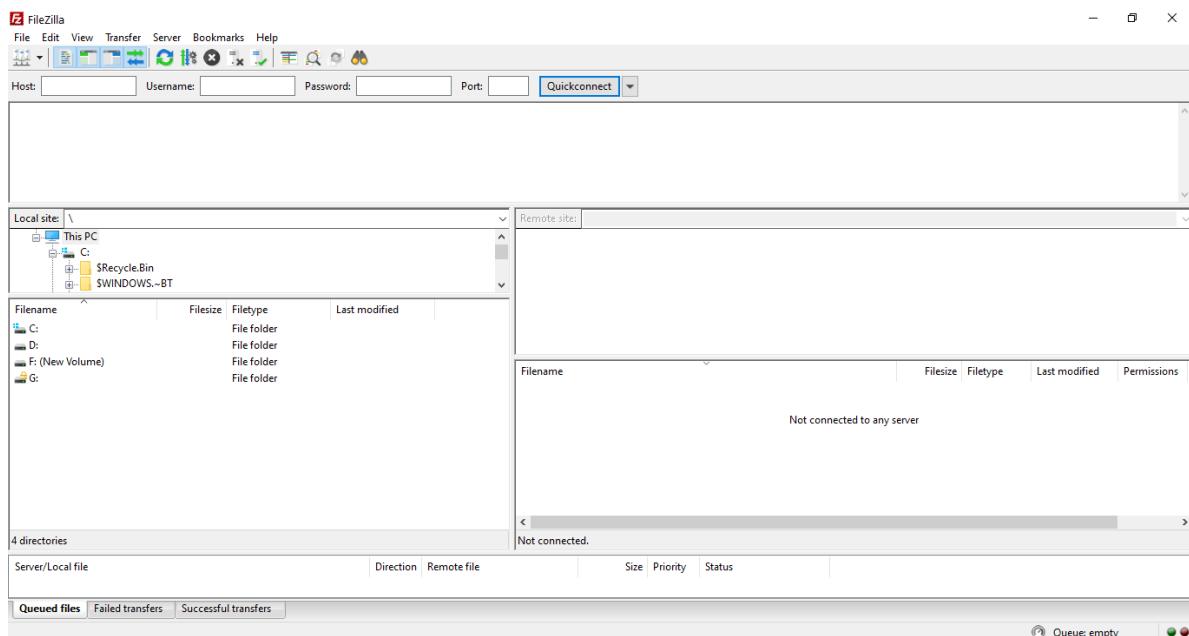 FileZilla
File Edit View Transfer Server Bookmarks Help
Host: Username: Password: Port: Quickconnect
Local site: \
Remote site:
This PC
C:
$Recycle.Bin
$WINDOWS.~BT
Filename Filesize Filetype Last modified
C: File folder
D: File folder
F: (New Volume) File folder
G: File folder
4 directories
Filename Filesize Filetype Last modified Permissions
Not connected to any server
Not connected.
Server/Local file Direction Remote file Size Priority Status
Queued files Failed transfers Successful transfers
Queue: empty